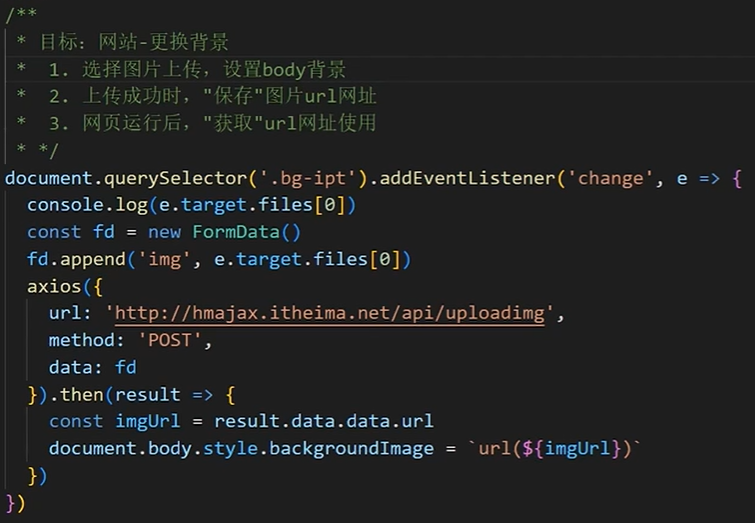 /**
 * 目标：网站-更换背景
 *  1. 选择图片上传，设置body背景
 *  2. 上传成功时，"保存"图片url网址
 *  3. 网页运行后，"获取"url网址使用
 * */
document.querySelector('.bg-ipt').addEventListener('change', e => {
  console.log(e.target.files[0])
  const fd = new FormData()
  fd.append('img', e.target.files[0])
  axios({
    url: 'http://hmajax.itheima.net/api/uploadimg',
    method: 'POST',
    data: fd
  }).then(result => {
    const imgUrl = result.data.data.url
    document.body.style.backgroundImage = `url(${imgUrl})`
  })
})